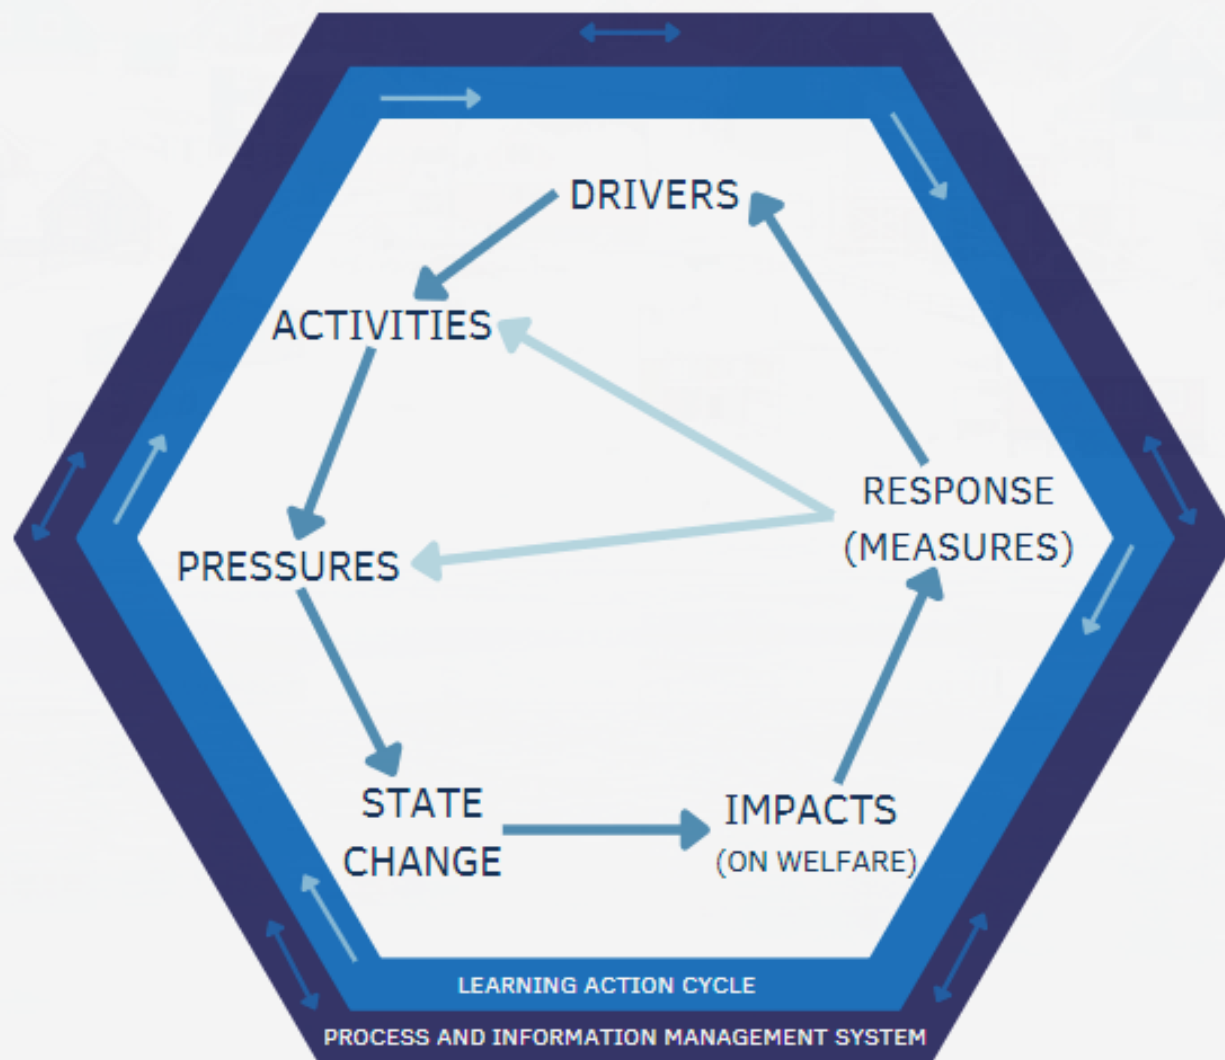 DRIVERS
ACTIVITIES
RESPONSE
(MEASURES)
PRESSURES
STATE
CHANGE
IMPACTS
(ON WELFARE)
LEARNING ACTION CYCLE
PROCESS AND INFORMATION MANAGEMENT SYSTEM